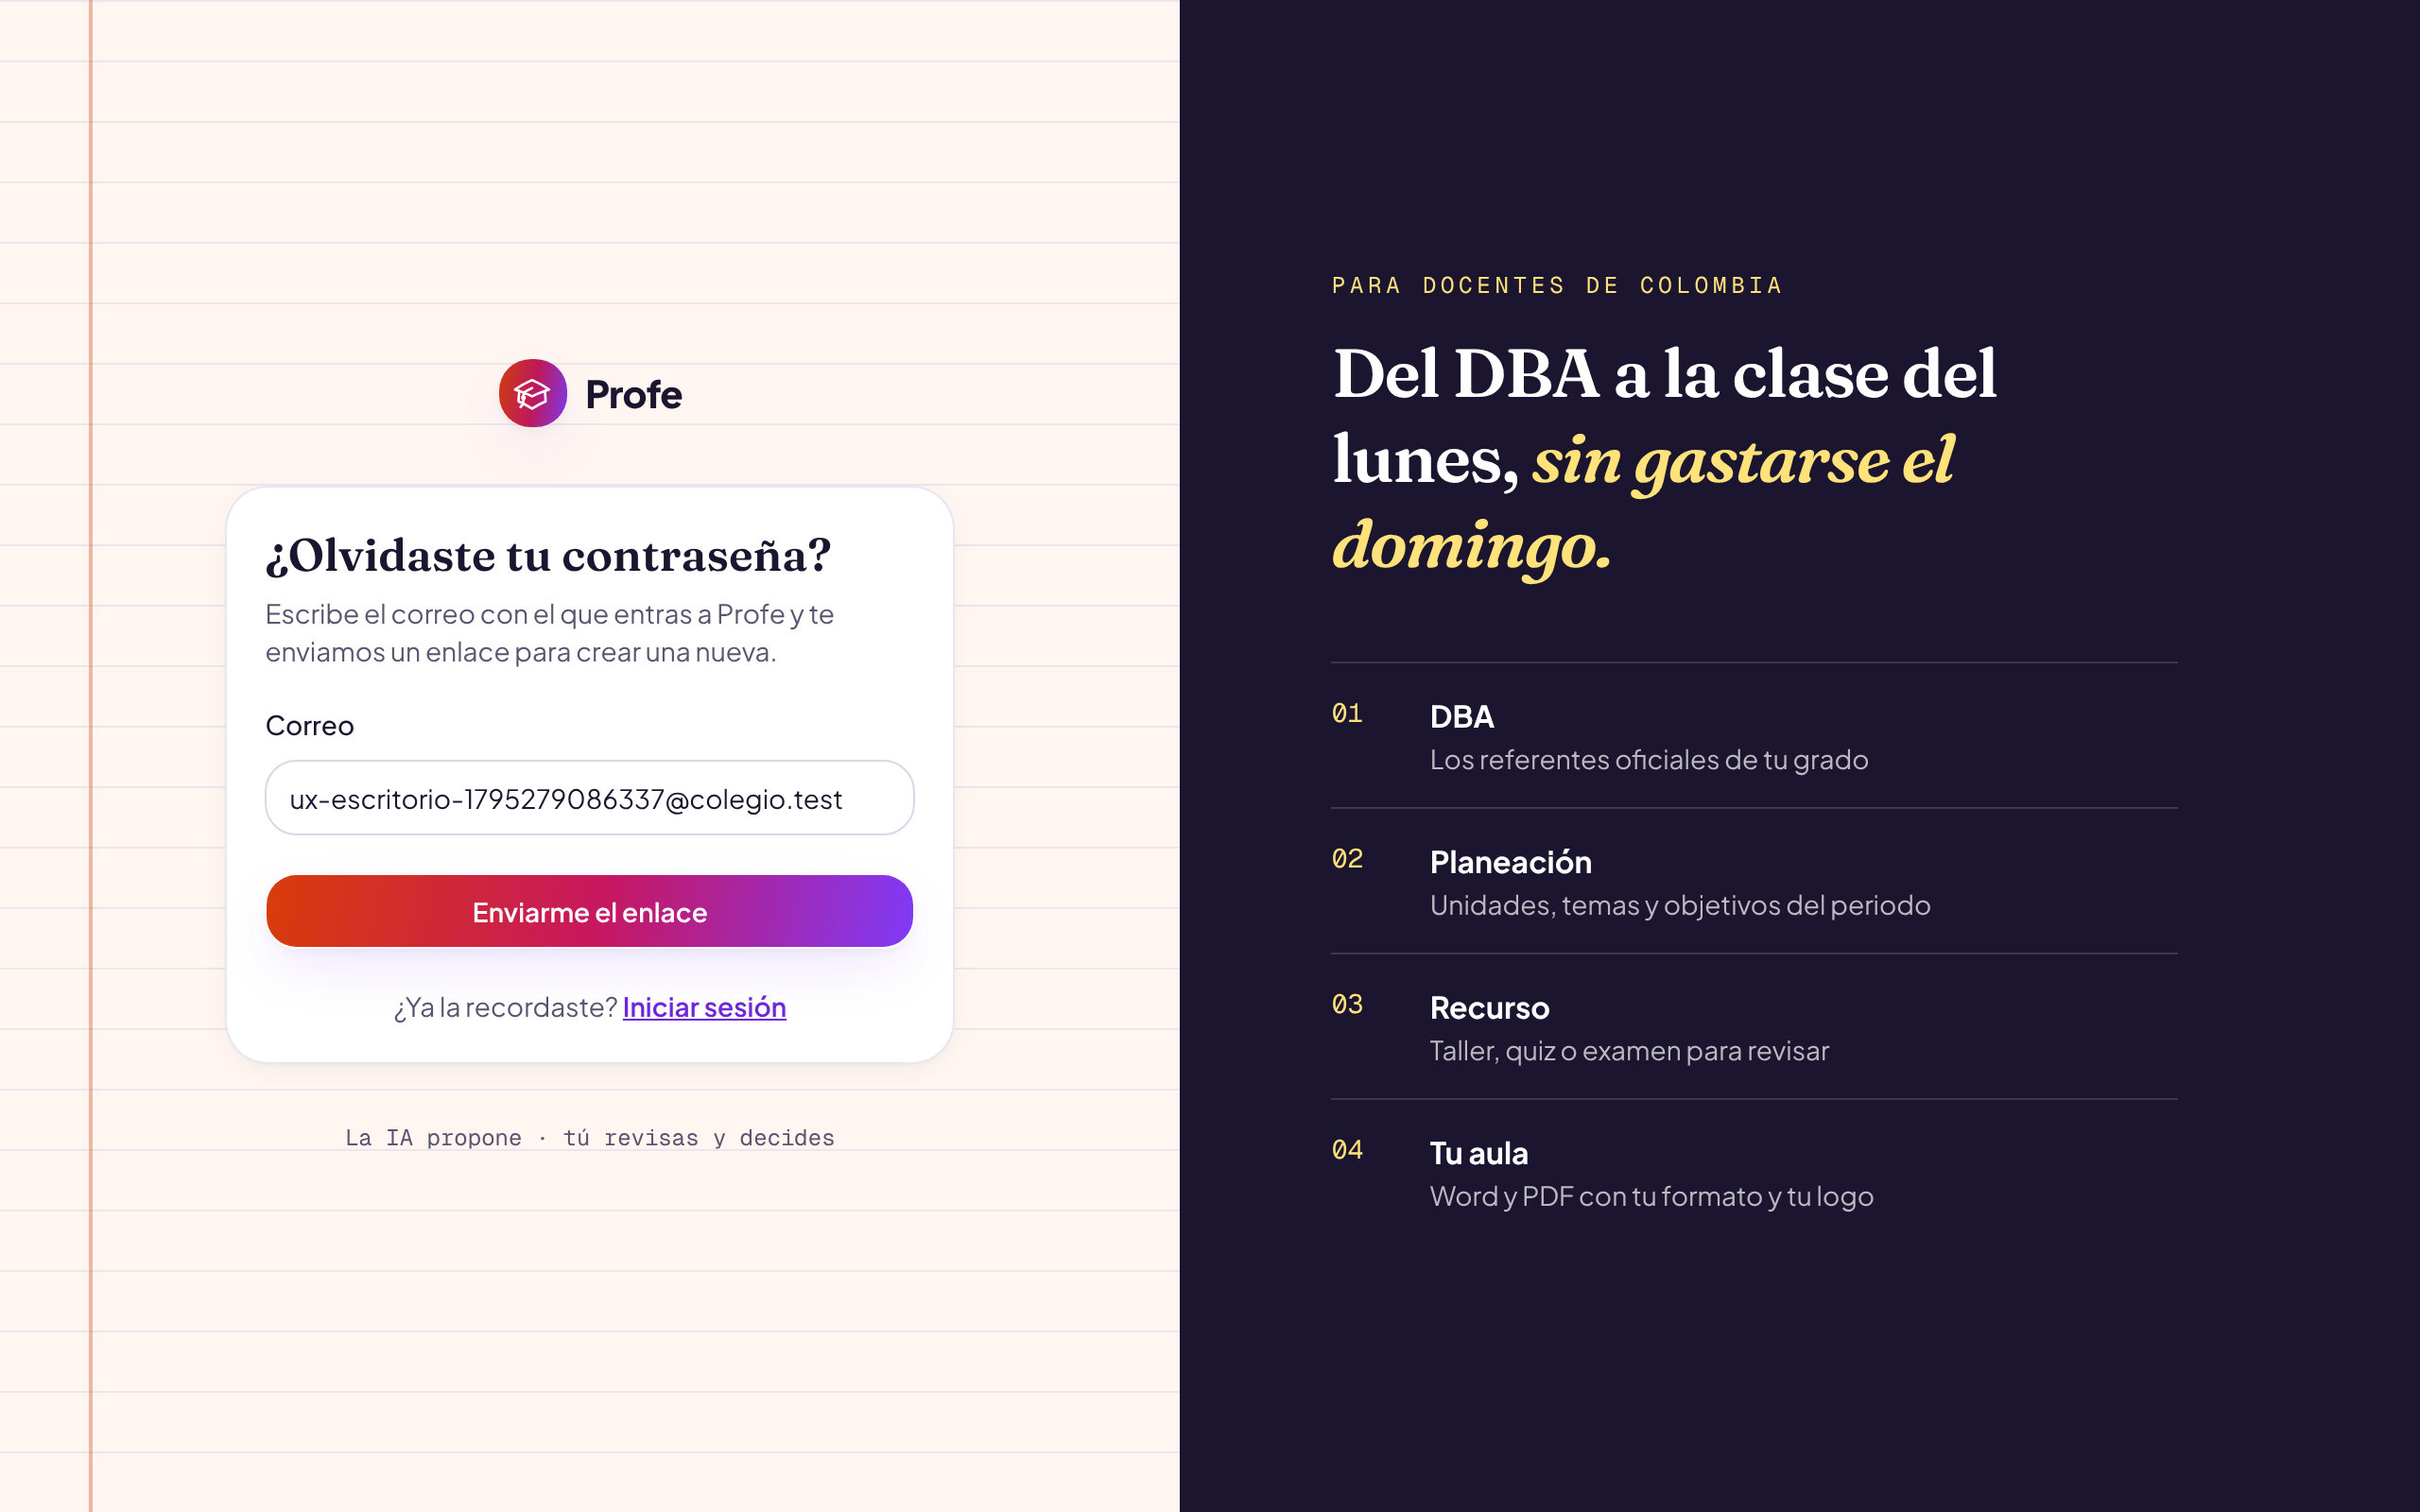 Profe
¿Olvidaste tu contraseña?
Escribe el correo con el que entras a Profe y te
enviamos un enlace para crear una nueva.
Correo
ux-escritorio-1795279086337@colegio.test
Enviarme el enlace
¿Ya la recordaste? Iniciar sesión
La IA propone · tú revisas y decides
PARA DOCENTES DE COLOMBIA
Del DBA a la clase del
lunes, sin gastarse el
domingo.
01
DBA
Los referentes oficiales de tu grado
02
Planeación
Unidades, temas y objetivos del periodo
03
Recurso
Taller, quiz o examen para revisar
04
Tu aula
Word y PDF con tu formato y tu logo